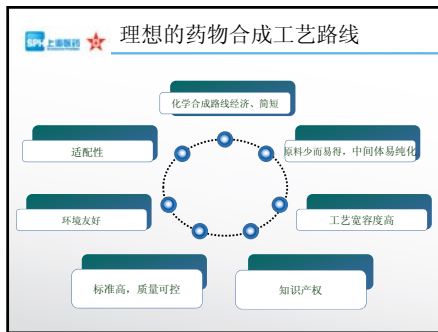 SPH 上海医药
理想的药物合成工艺路线
化学合成路线经济、简短
适配性
原料少而易得，中间体易纯化
环境友好
工艺宽容度高
标准高，质量可控
知识产权